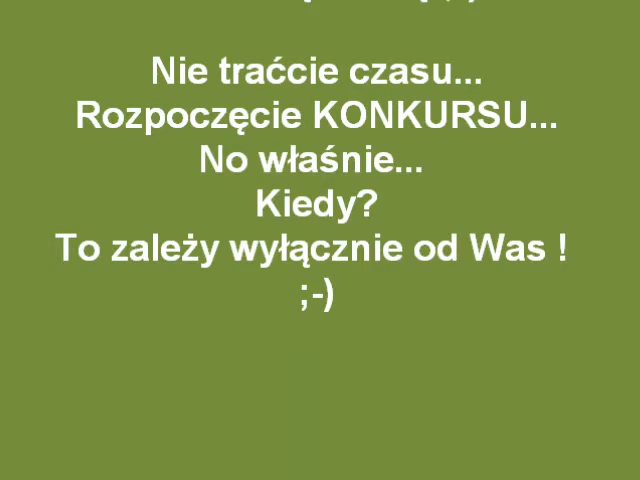 Nie traćcie czasu...
Rozpoczęcie KONKURSU...
No właśnie...
Kiedy?
To zależy wyłącznie od Was !
;-)